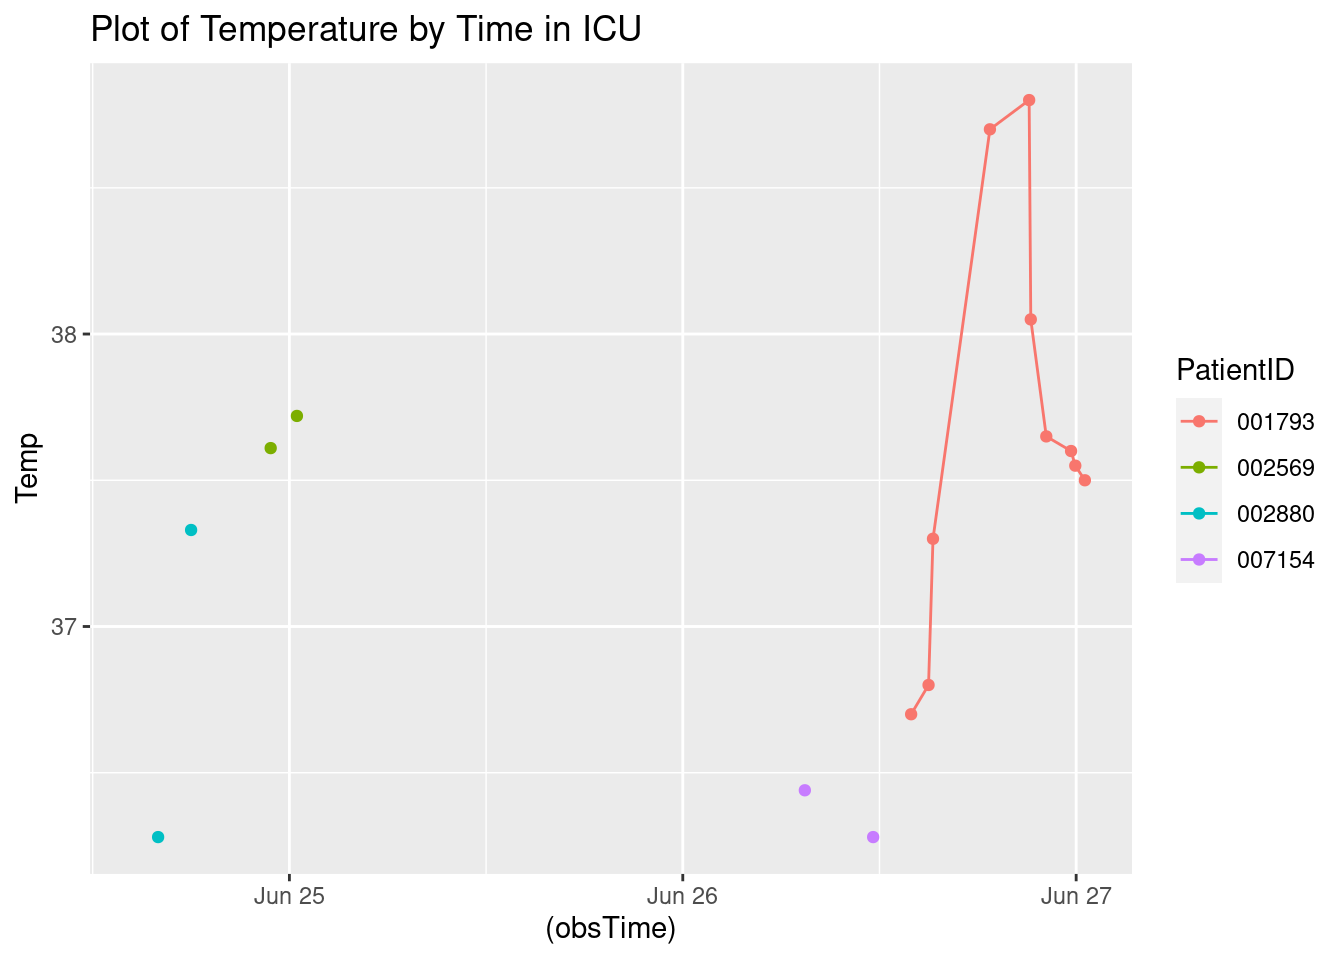 Plot of Temperature by Time in ICU
Temp
38
37
Jun 25
Jun 26
Jun 27
(obsTime)
PatientID
001793
002569
002880
007154